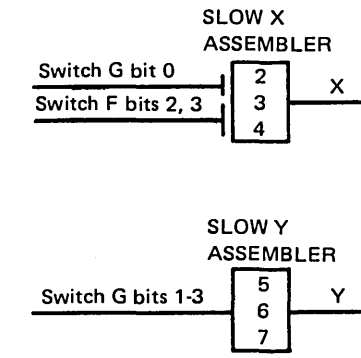 SLOW X
ASSEMBLER
Switch G bit 0
Switch F bits 2, 3
2
3
4
X
SLOW Y
ASSEMBLER
Switch G bits 1-3
5
6
7
Y